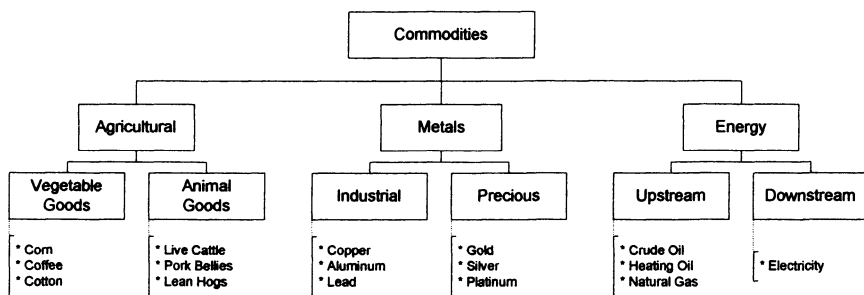 Commodities
Agricultural
Metals
Energy
Vegetable
Goods
Animal
Goods
Industrial
Precious
Upstream
Downstream
* Corn
* Coffee
* Cotton
* Live Cattle
* Pork Bellies
* Lean Hogs
* Copper
* Aluminum
* Lead
* Gold
* Silver
* Platinum
* Crude Oil
* Heating Oil
* Natural Gas
* Electricity